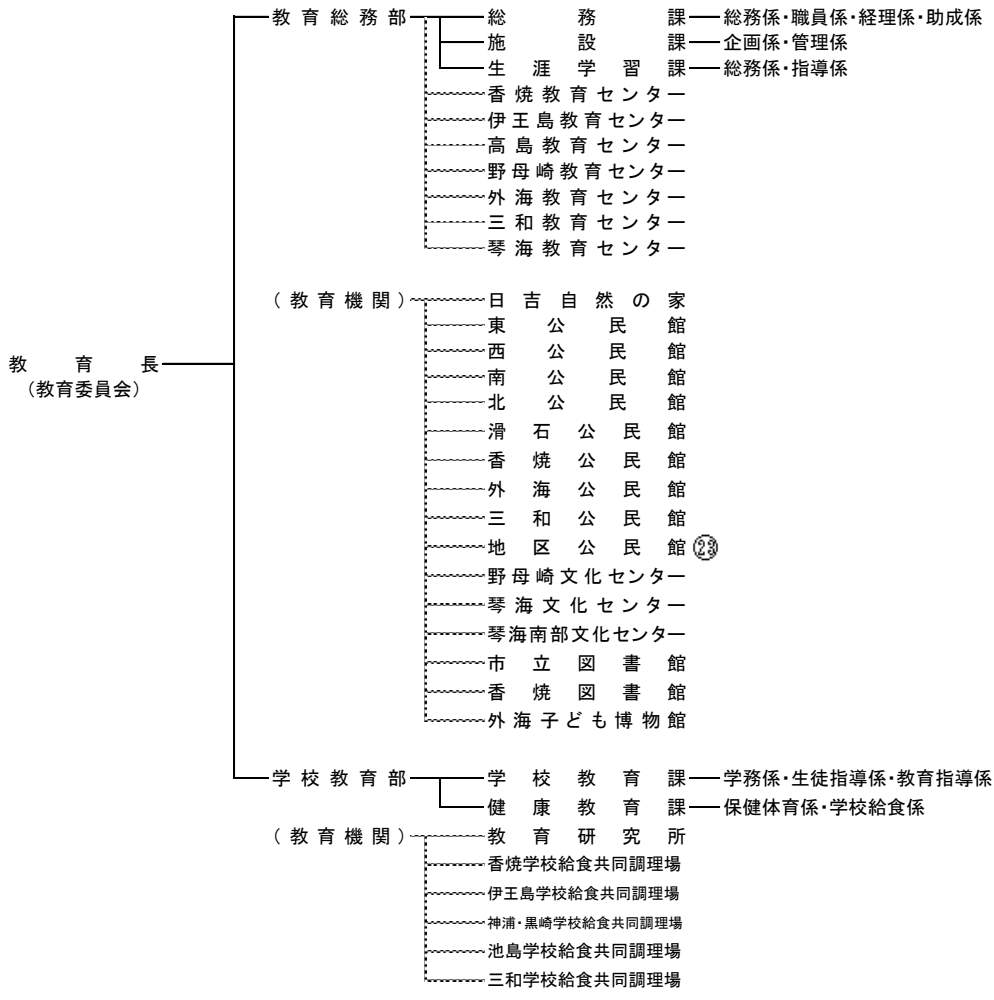 教育総務部 総務課 総務係・職員係・経理係・助成係
施設課 企画係・管理係
生涯学習課 総務係・指導係
香焼教育センター
伊王島教育センター
高島教育センター
野母崎教育センター
外海教育センター
三和教育センター
琴海教育センター
（教育機関） 日吉自然の家
東公民館
西公民館
教育長
（教育委員会）
南公民館
北公民館
滑石公民館
香焼公民館
外海公民館
三和公民館
地区公民館 ㉓
野母崎文化センター
琴海文化センター
琴海南部文化センター
市立図書館
香焼図書館
外海子ども博物館
学校教育部 学校教育課 学務係・生徒指導係・教育指導係
健康教育課 保健体育係・学校給食係
（教育機関） 教育研究所
香焼学校給食共同調理場
伊王島学校給食共同調理場
神浦・黒崎学校給食共同調理場
池島学校給食共同調理場
三和学校給食共同調理場